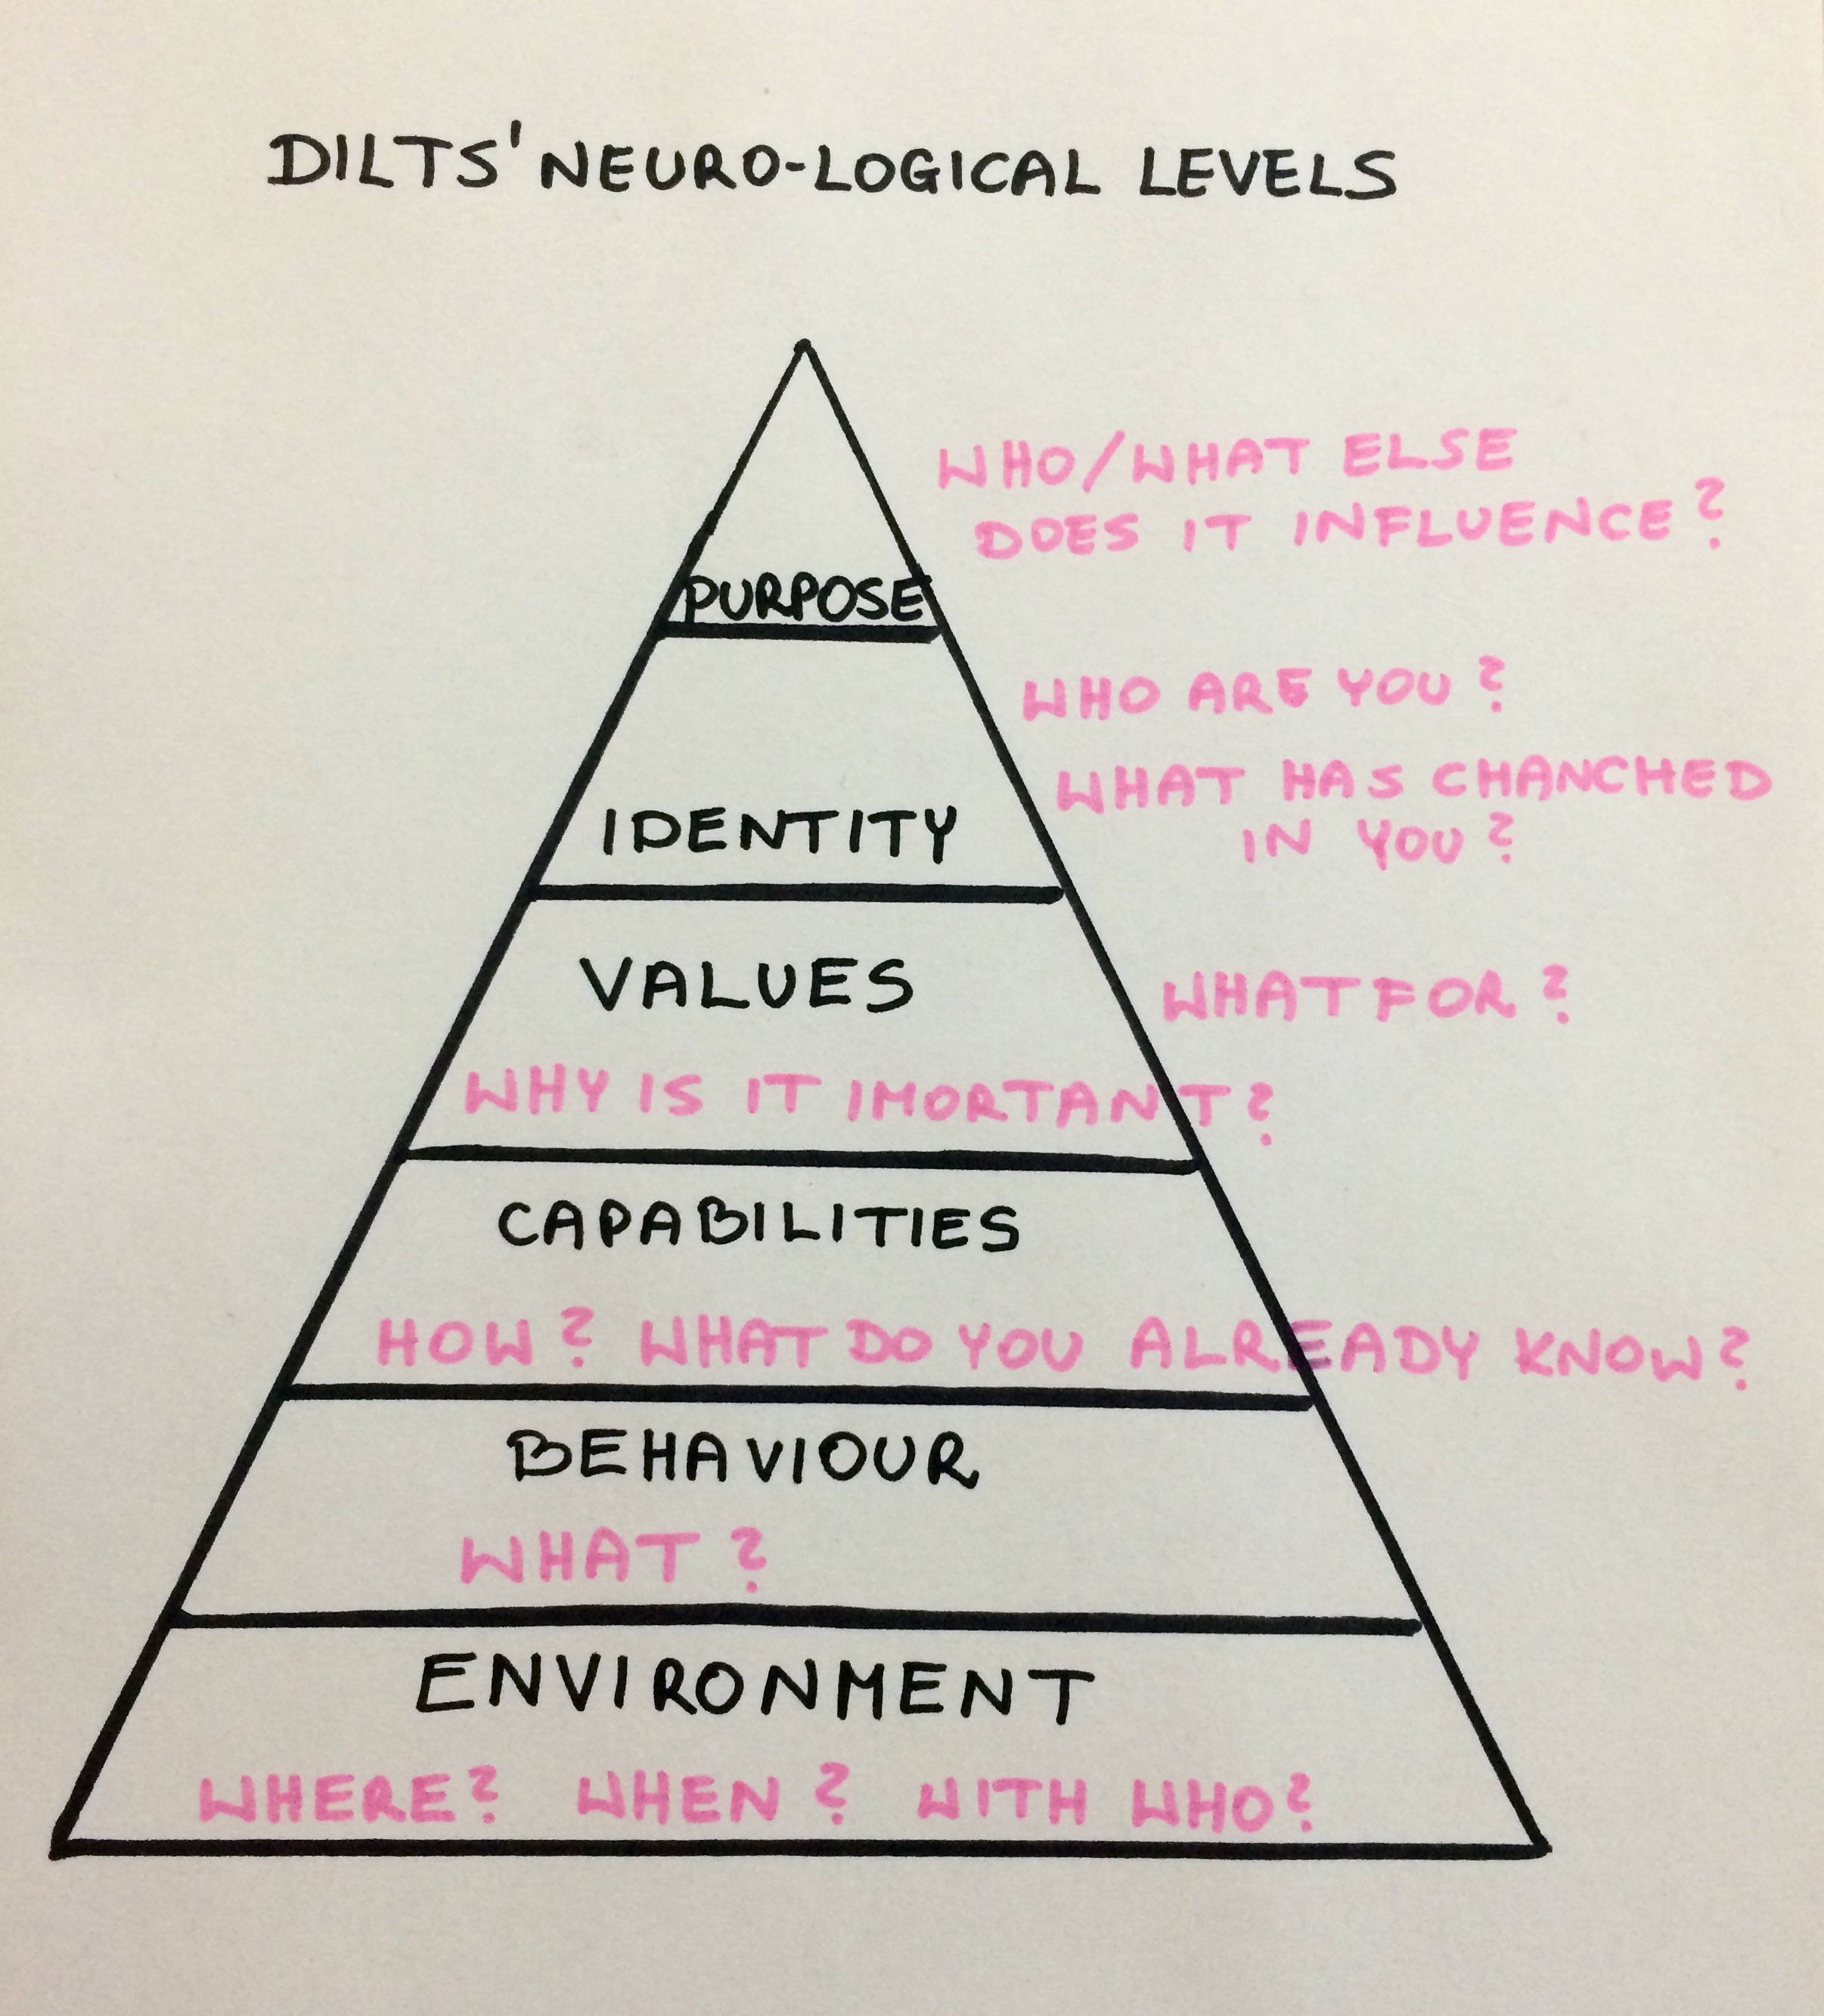 DILTS' NEURO-LOGICAL LEVELS
WHO/WHAT ELSE
DOES IT INFLUENCE?
PURPOSE
WHO ARE YOU?
WHAT HAS CHANCHED
IN YOU?
IDENTITY
VALUES
WHATFOR?
WHY IS IT IMORTANT?
CAPABILITIES
HOW? WHAT DO YOU ALREADY KNOW?
BEHAVIOUR
WHAT?
ENVIRONMENT
WHERE? WHEN? WITH WHO?